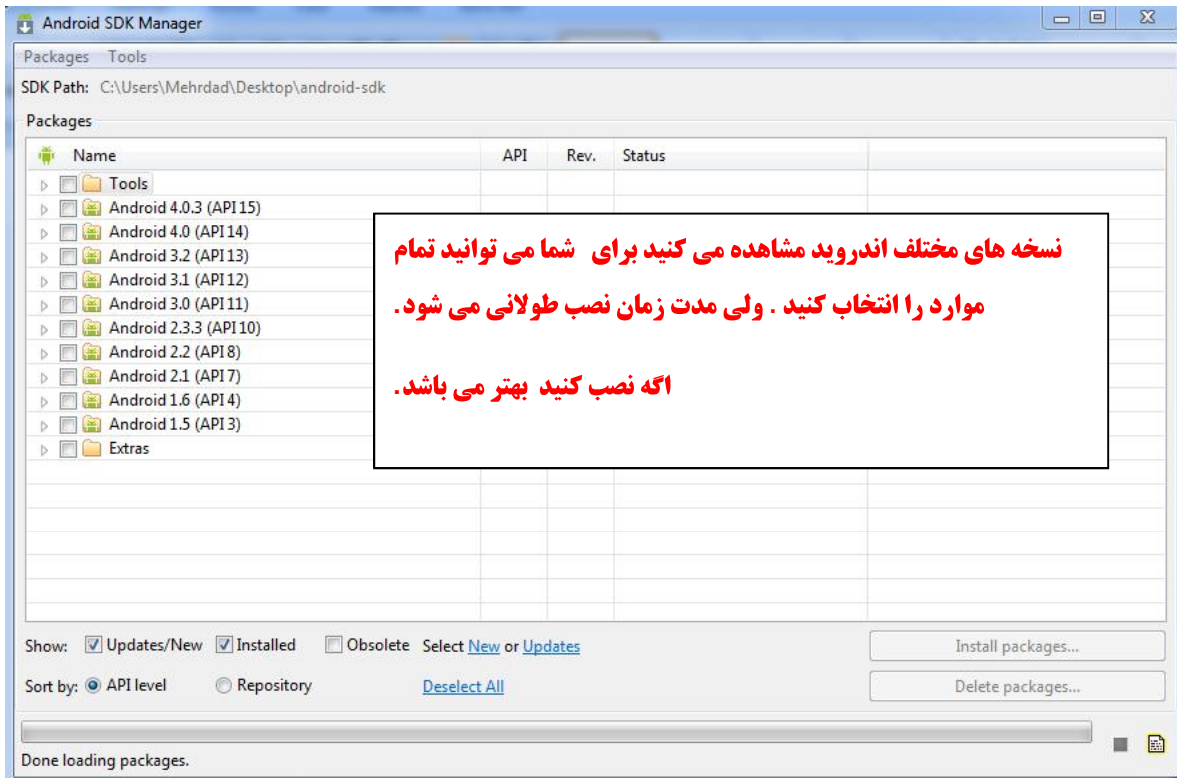 Android SDK Manager
Packages Tools
SDK Path: C:\Users\Mehrdad\Desktop\android-sdk
Packages
Name API Rev. Status
Tools
Android 4.0.3 (API 15)
Android 4.0 (API 14)
Android 3.2 (API 13)
Android 3.1 (API 12)
Android 3.0 (API 11)
Android 2.3.3 (API 10)
Android 2.2 (API 8)
Android 2.1 (API 7)
Android 1.6 (API 4)
Android 1.5 (API 3)
Extras
نسخه های مختلف اندروید مشاهده می کنید برای شما می توانید تمام
موارد را انتخاب کنید . ولی مدت زمان نصب طولانی می شود.
اگه نصب کنید بهتر می باشد.
Show: Updates/New Installed Obsolete Select New or Updates Install packages...
Sort by: API level Repository Deselect All Delete packages...
Done loading packages.